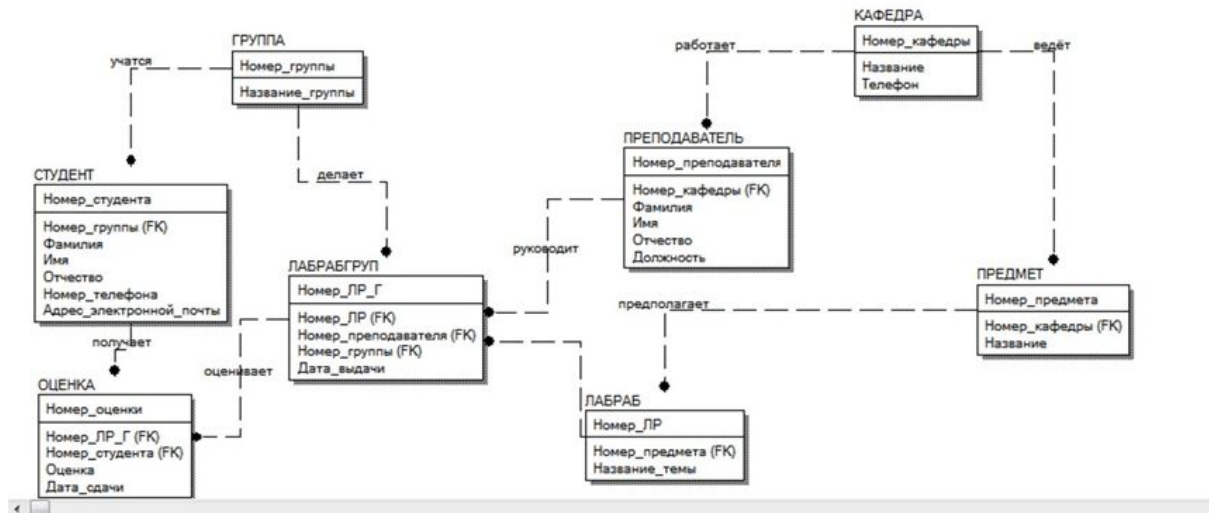 КАФЕДРА
Номер_кафедры
Название
Телефон
работает
ведёт
ГРУППА
Номер_группы
Название_группы
учатся
делает
ПРЕПОДАВАТЕЛЬ
Номер_преподавателя
Номер_кафедры (FK)
Фамилия
Имя
Отчество
Должность
СТУДЕНТ
Номер_студента
Номер_группы (FK)
Фамилия
Имя
Отчество
Номер_телефона
Адрес_электронной_почты
руководит
ЛАБРАБГРУП
Номер_ЛР_Г
Номер_ЛР (FK)
Номер_преподавателя (FK)
Номер_группы (FK)
Дата_выдачи
ПРЕДМЕТ
Номер_предмета
Номер_кафедры (FK)
Название
предполагает
получает
оценивает
ОЦЕНКА
Номер_оценки
Номер_ЛР_Г (FK)
Номер_студента (FK)
Оценка
Дата_сдачи
ЛАБРАБ
Номер_ЛР
Номер_предмета (FK)
Название_темы